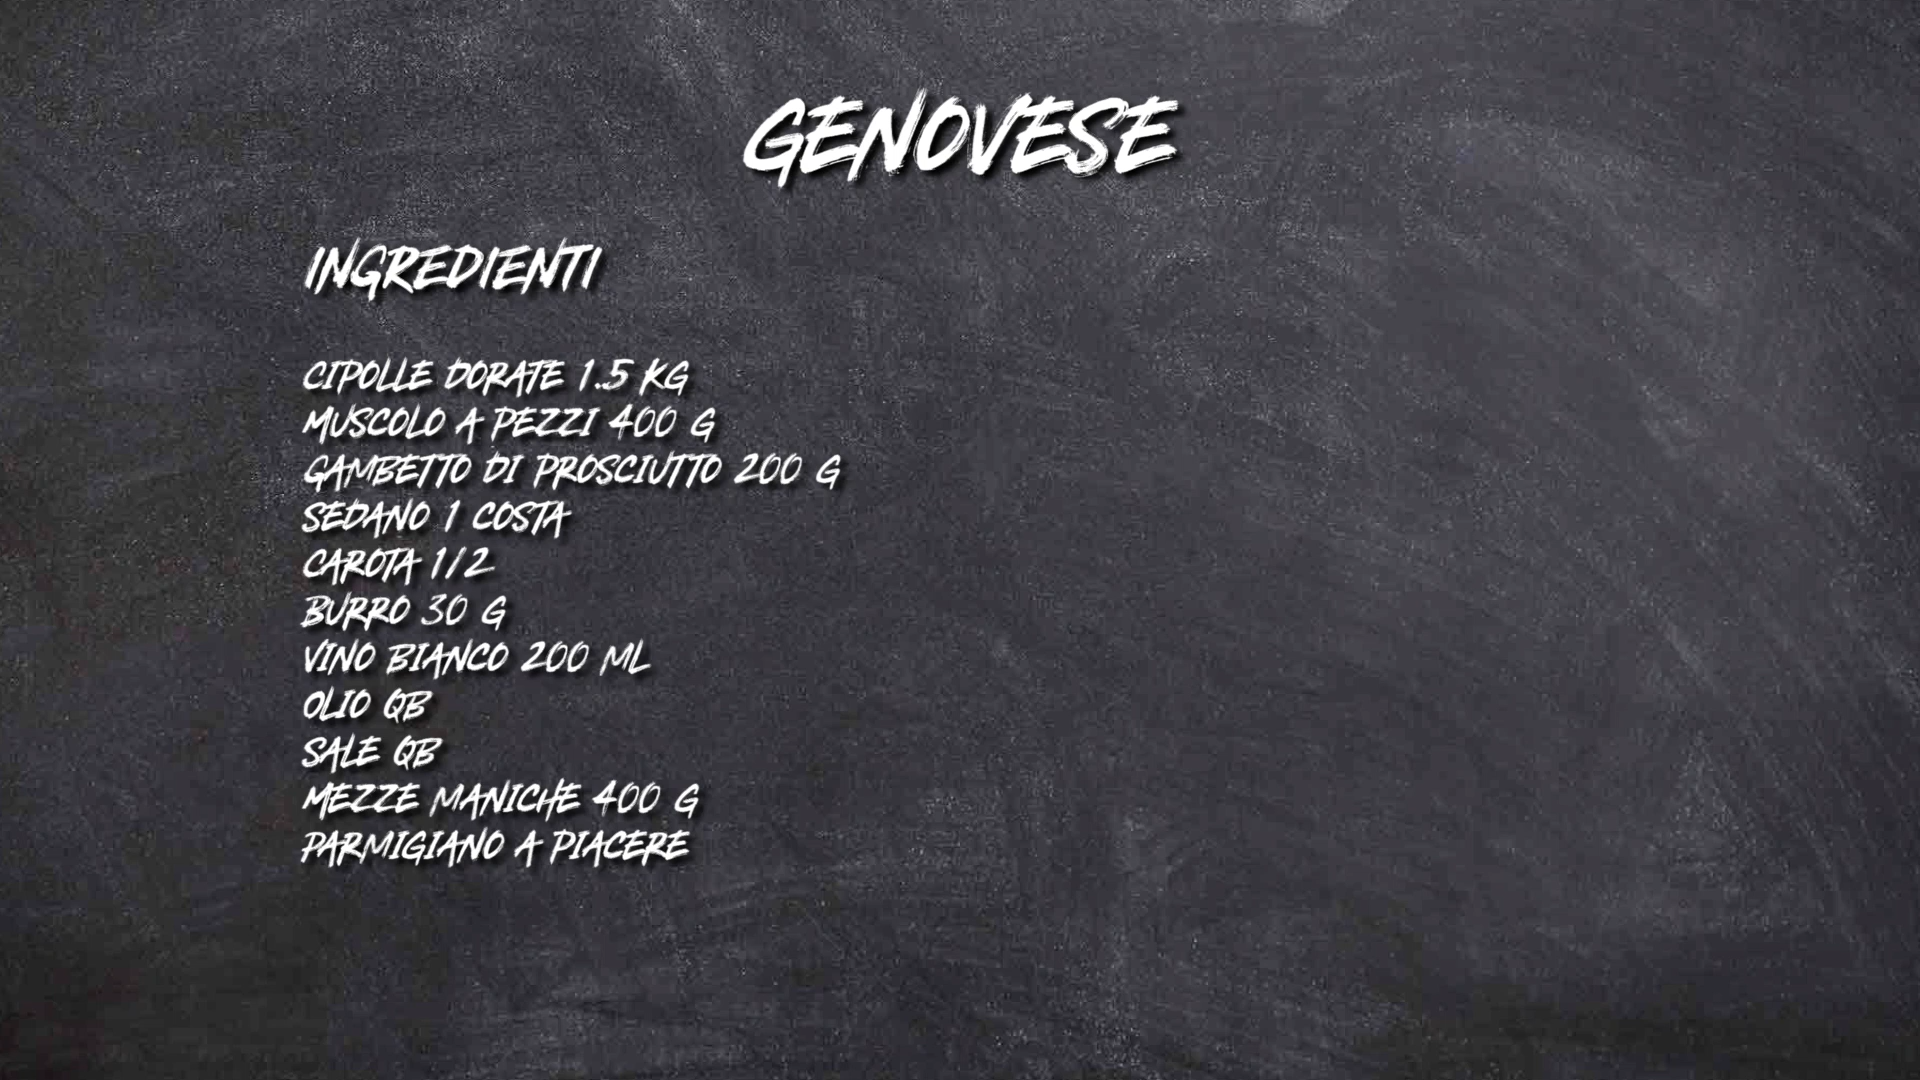 GENOVESE
INGREDIENTI
CIPOLLE DORATE 1.5 KG
MUSCOLO A PEZZI 400 G
GAMBETTO DI PROSCIUTTO 200 G
SEDANO 1 COSTA
CAROTA 1/2
BURRO 30 G
VINO BIANCO 200 ML
OLIO QB
SALE QB
MEZZE MANICHE 400 G
PARMIGIANO A PIACERE